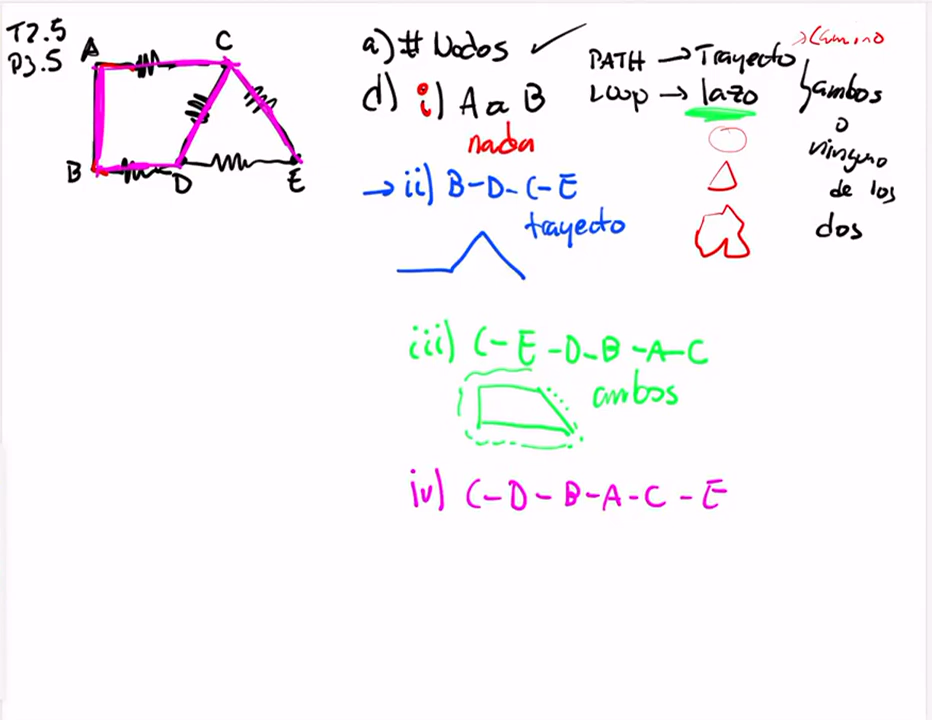 T2.5
P3.5
A
C
B
D
E
a) # Nodos ✓
d) i) A a B
nada
→ ii) B-D-C-E
trayecto
iii) C-E-D-B-A-C
ambos
iv) C-D-B-A-C-E
PATH → Trayecto
> Camino
LOOP → lazo
ambos
o
ninguno
de los
dos